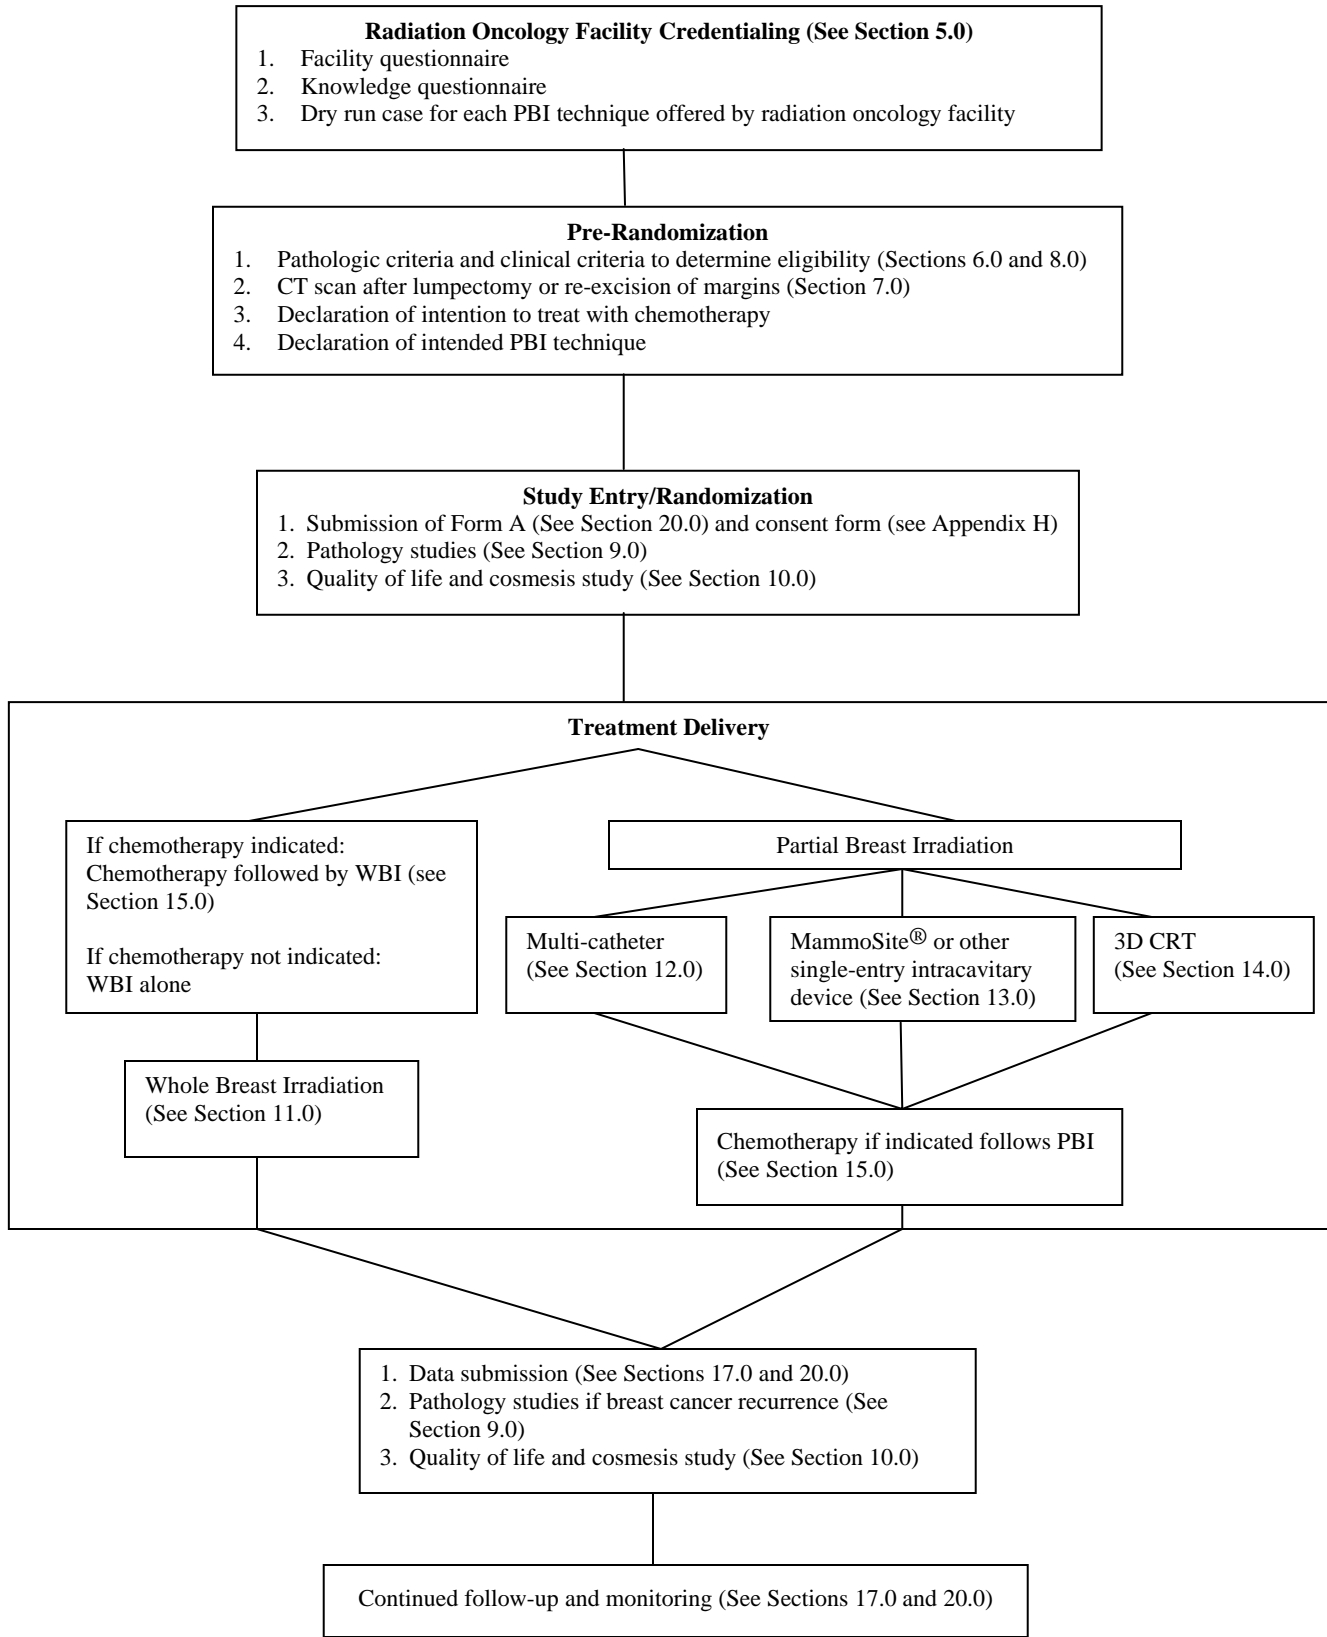 Radiation Oncology Facility Credentialing (See Section 5.0)
1. Facility questionnaire
2. Knowledge questionnaire
3. Dry run case for each PBI technique offered by radiation oncology facility
Pre-Randomization
1. Pathologic criteria and clinical criteria to determine eligibility (Sections 6.0 and 8.0)
2. CT scan after lumpectomy or re-excision of margins (Section 7.0)
3. Declaration of intention to treat with chemotherapy
4. Declaration of intended PBI technique
Study Entry/Randomization
1. Submission of Form A (See Section 20.0) and consent form (see Appendix H)
2. Pathology studies (See Section 9.0)
3. Quality of life and cosmesis study (See Section 10.0)
Treatment Delivery
If chemotherapy indicated:
Chemotherapy followed by WBI (see
Section 15.0)
If chemotherapy not indicated:
WBI alone
Whole Breast Irradiation
(See Section 11.0)
Partial Breast Irradiation
Multi-catheter
(See Section 12.0)
MammoSite® or other
single-entry intracavitary
device (See Section 13.0)
3D CRT
(See Section 14.0)
Chemotherapy if indicated follows PBI
(See Section 15.0)
1. Data submission (See Sections 17.0 and 20.0)
2. Pathology studies if breast cancer recurrence (See
Section 9.0)
3. Quality of life and cosmesis study (See Section 10.0)
Continued follow-up and monitoring (See Sections 17.0 and 20.0)